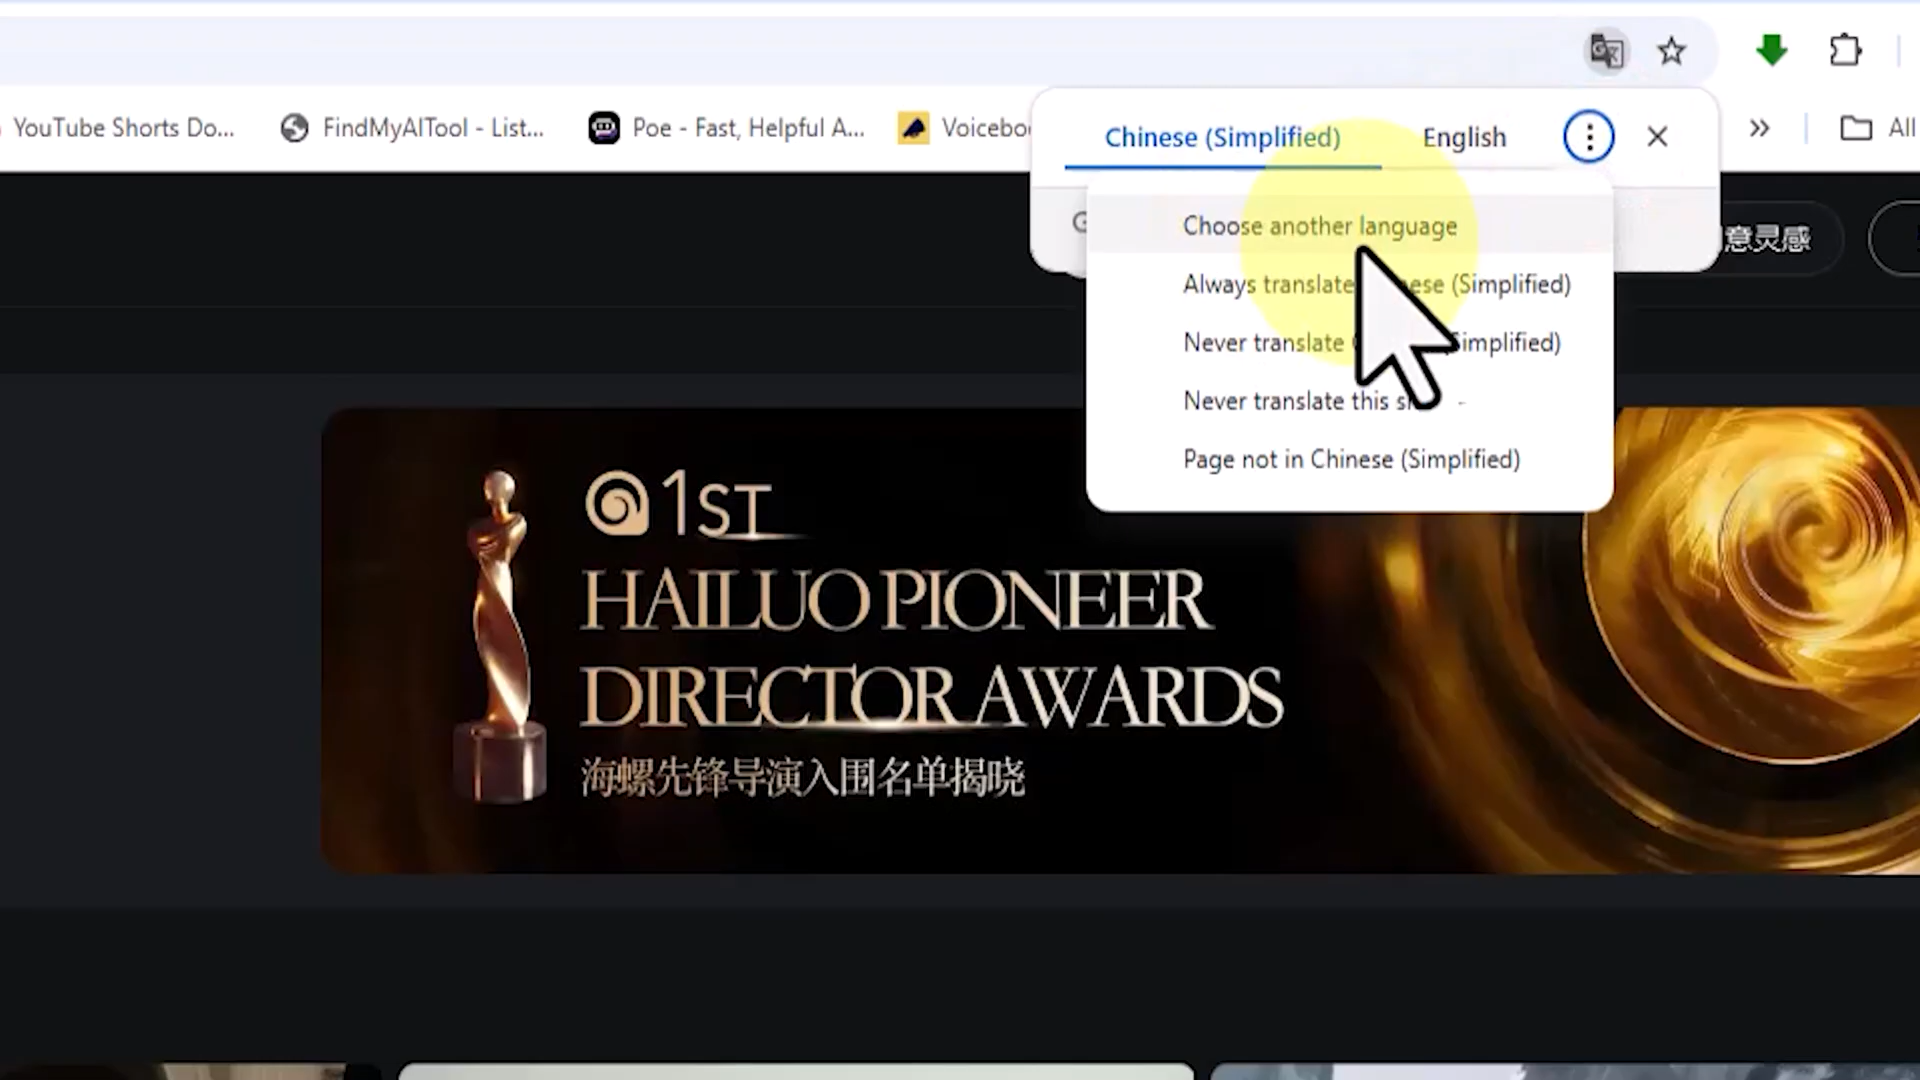 YouTube Shorts Do...
FindMyAITool - List...
Poe - Fast, Helpful A...
All
Chinese (Simplified)
English
Choose another language
Always translate (Simplified)
Never translate
Never translate this
Page not in Chinese (Simplified)
意灵感
1ST
HAILUO PIONEER
DIRECTOR AWARDS
海螺先锋导演入围名单揭晓